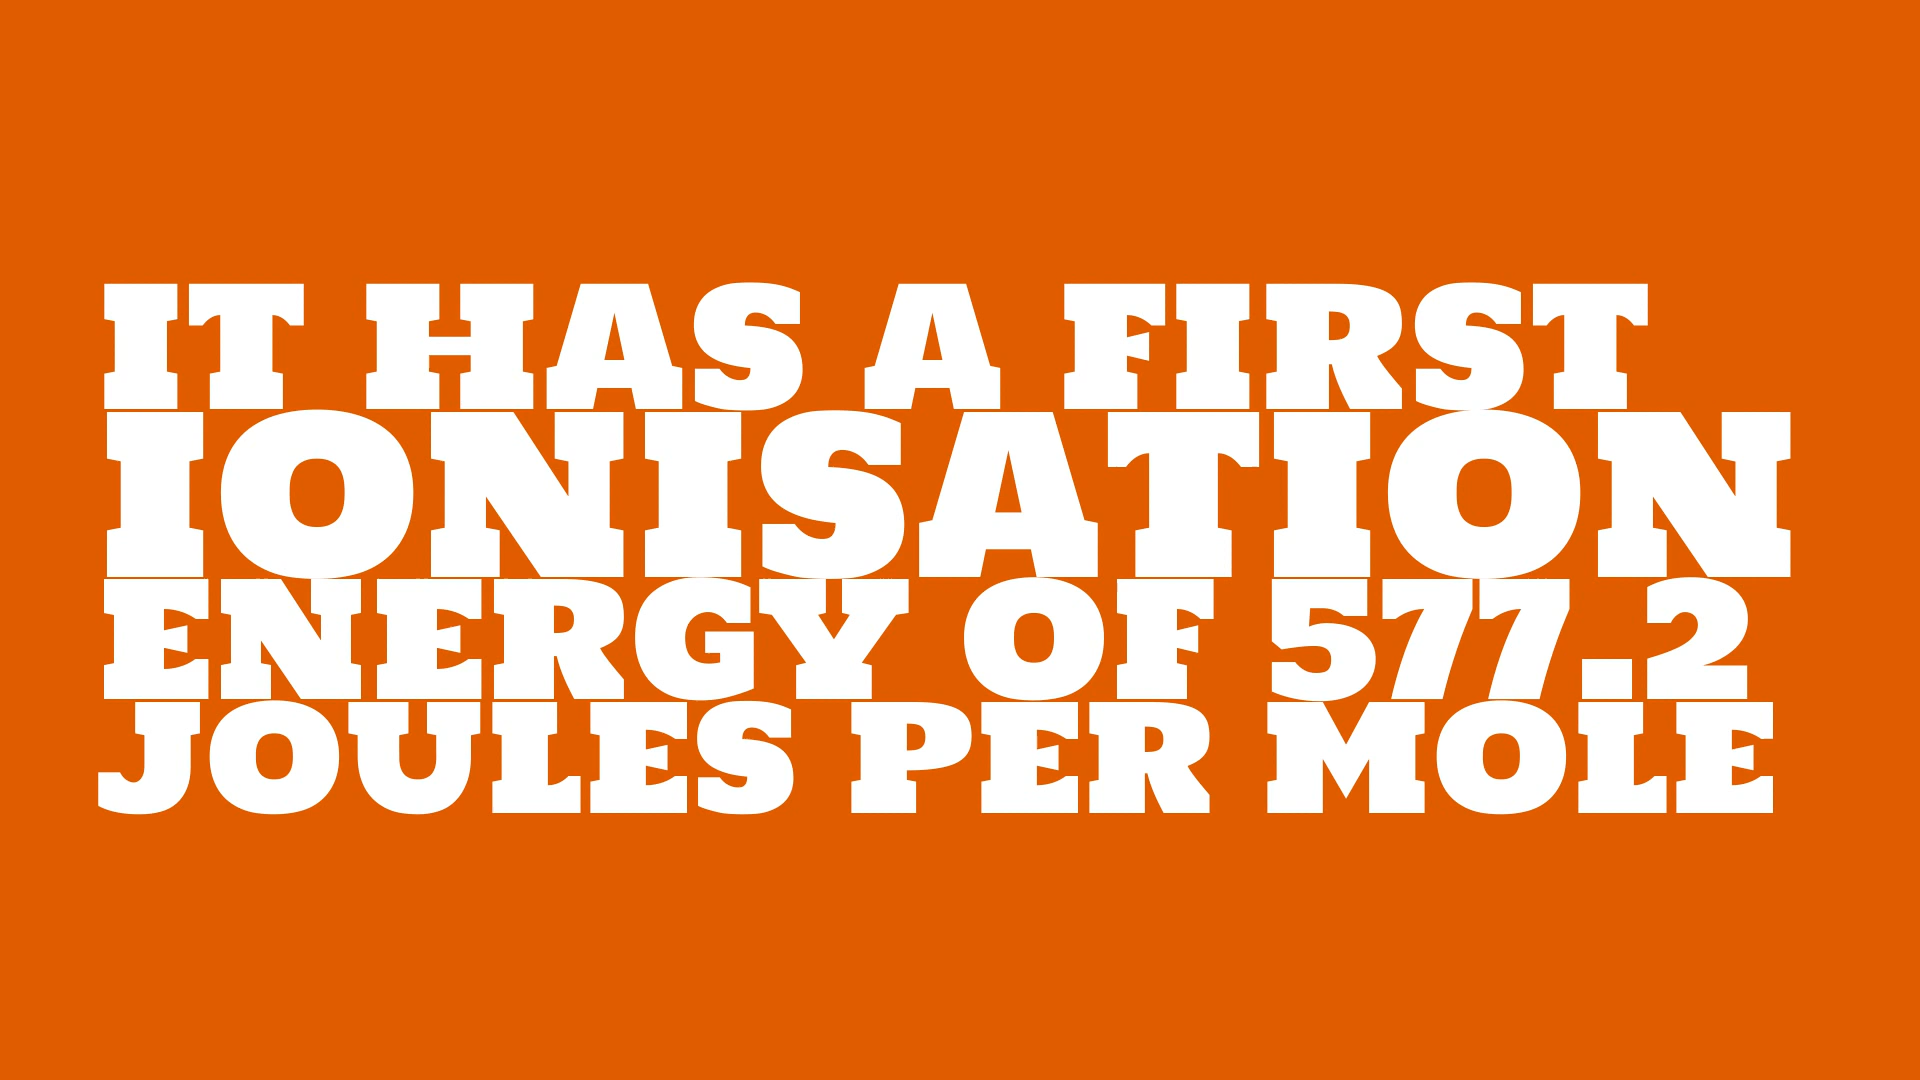 IT HAS A FIRST
IONISATION
ENERGY OF 577.2
JOULES PER MOLE